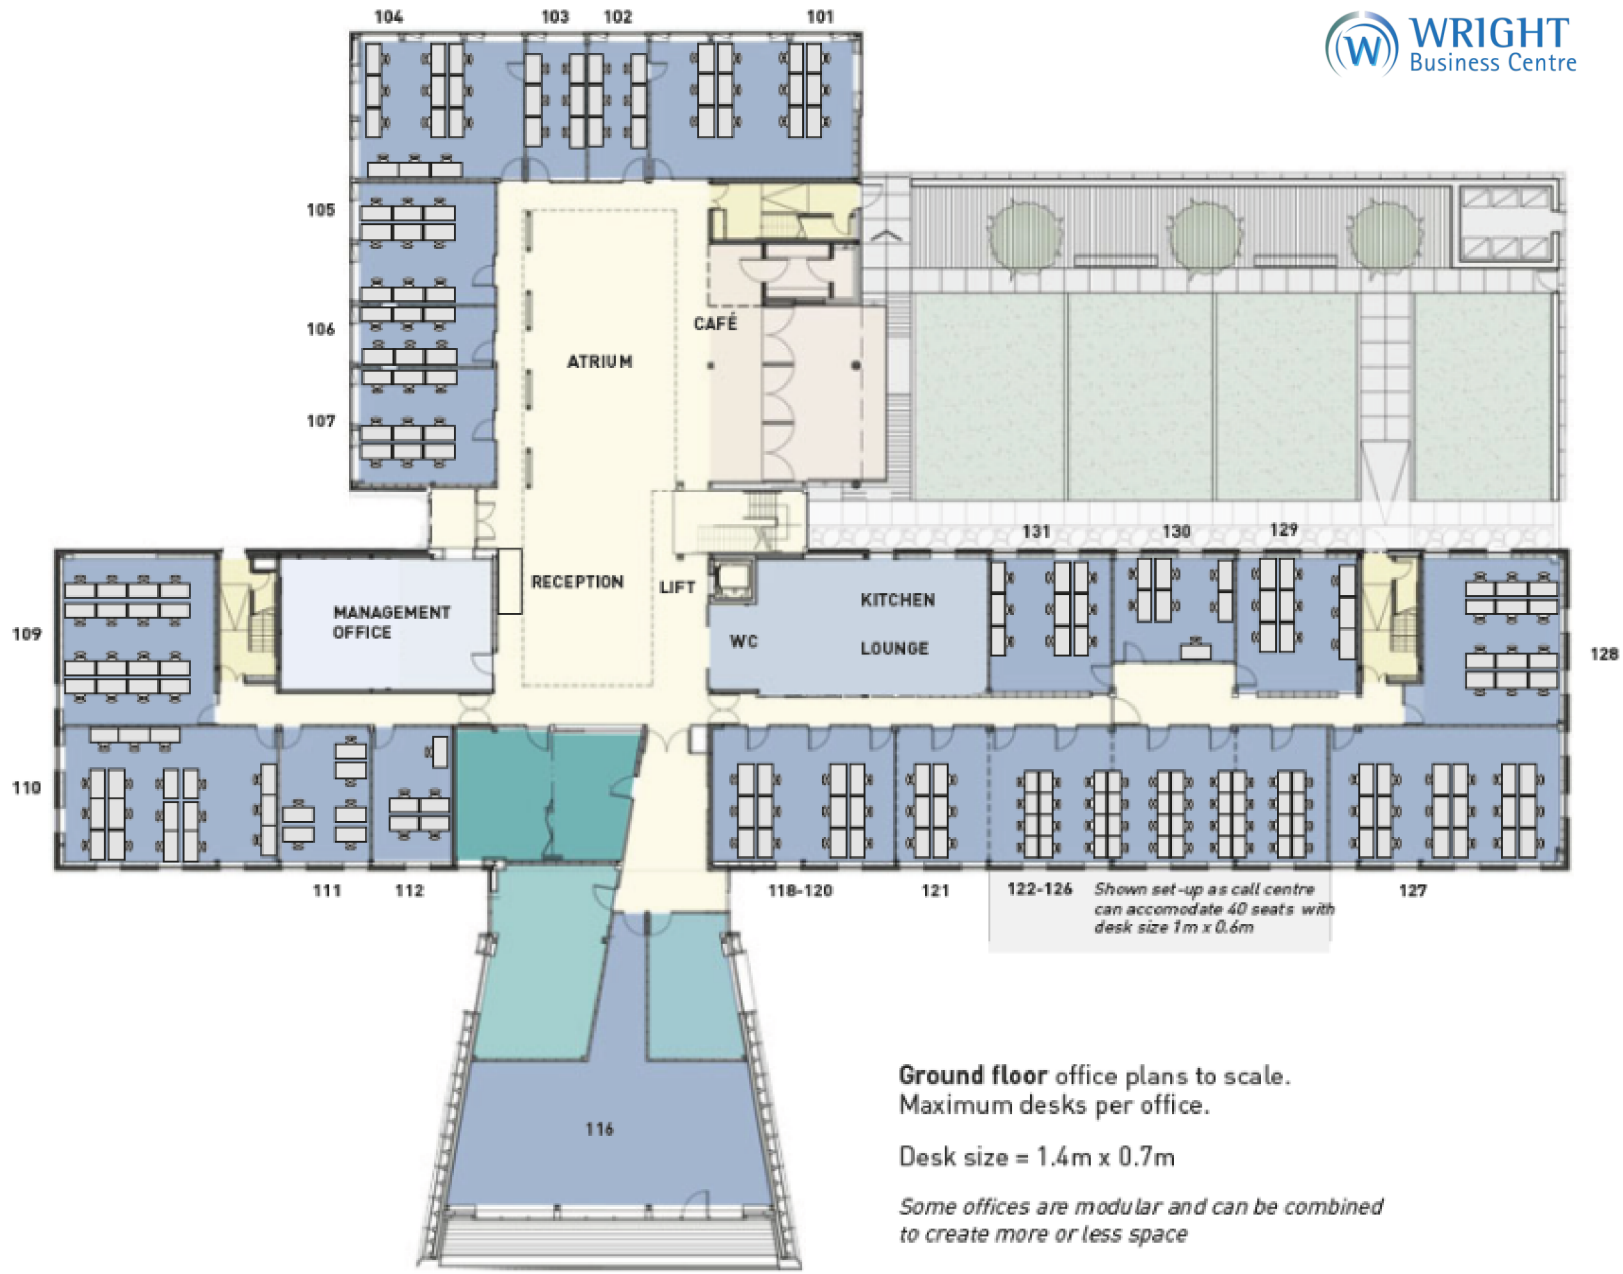 104
103
102
101
WRIGHT
Business Centre
105
106
107
CAFÉ
ATRIUM
131
130
129
RECEPTION
LIFT
MANAGEMENT
OFFICE
KITCHEN
WC
LOUNGE
109
128
110
111
112
118-120
121
122-126
127
Shown set-up as call centre
can accomodate 40 seats with
desk size 1m x 0.6m
116
Ground floor office plans to scale.
Maximum desks per office.
Desk size = 1.4m x 0.7m
Some offices are modular and can be combined
to create more or less space